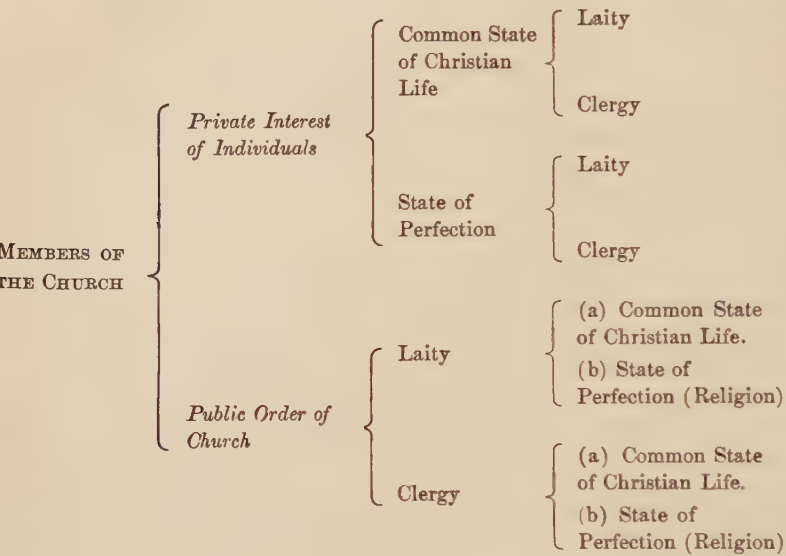 Laity
Common State
of Christian
Life
Clergy
Private Interest
of Individuals
Laity
State of
Perfection
Clergy
MEMBERS OF
THE CHURCH
(a) Common State
of Christian Life.
Laity
(b) State of
Perfection (Religion)
Public Order of
Church
(a) Common State
of Christian Life.
Clergy
(b) State of
Perfection (Religion)